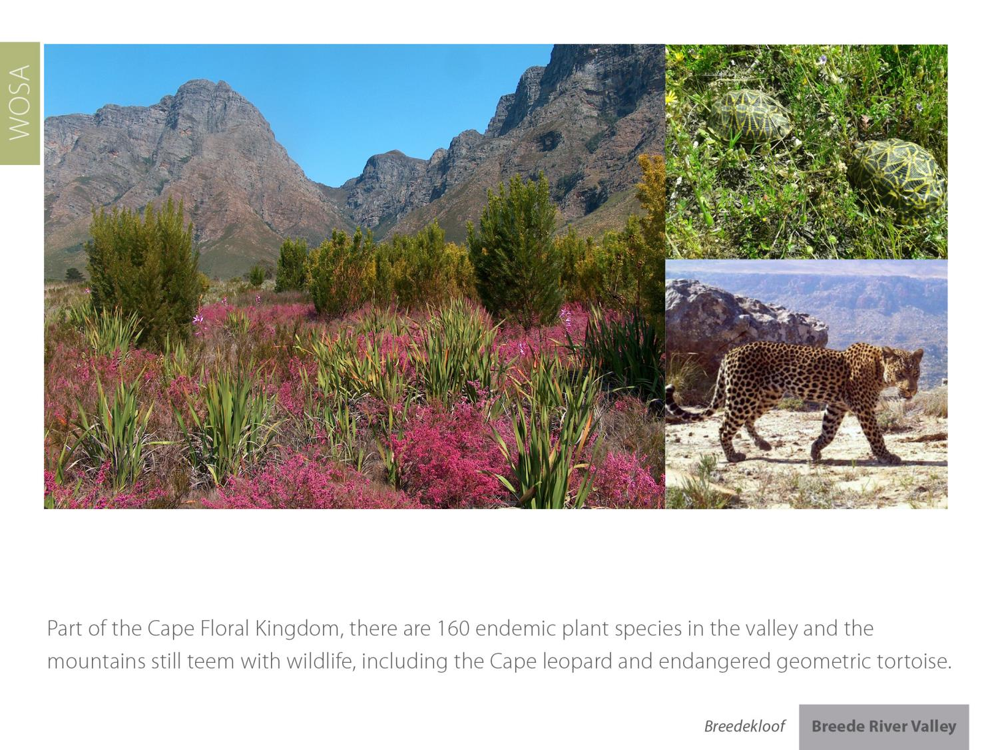 WOSA
Part of the Cape Floral Kingdom, there are 160 endemic plant species in the valley and the
mountains still teem with wildlife, including the Cape leopard and endangered geometric tortoise.
Breedekloof
Breede River Valley